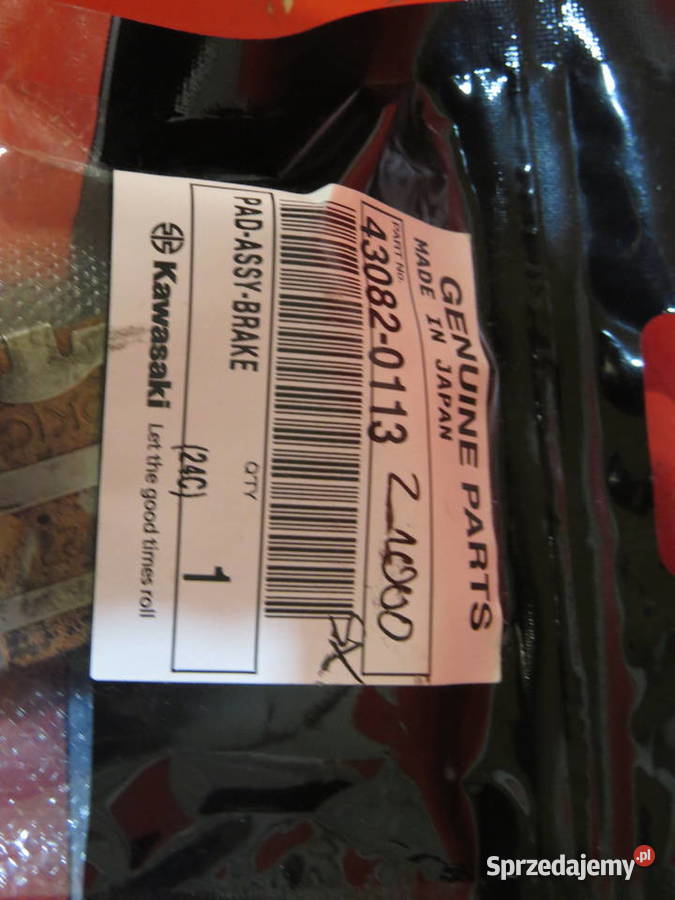 GENUINE PARTS
MADE IN JAPAN
PART No.
43082-0113
PAD-ASSY-BRAKE
QTY
(24C) 1
Kawasaki Let the good times roll
Sprzedajemy.pl